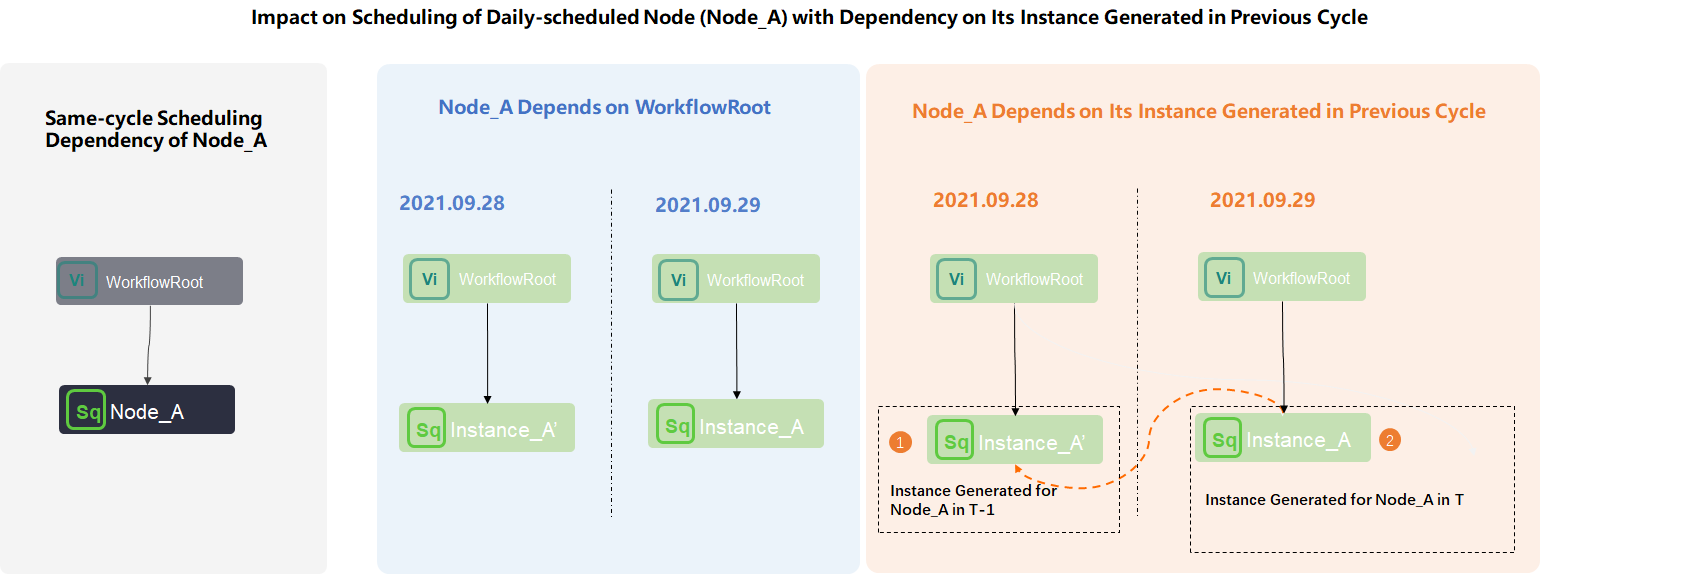 Impact on Scheduling of Daily-scheduled Node (Node_A) with Dependency on Its Instance Generated in Previous Cycle
Same-cycle Scheduling
Dependency of Node_A
Vi WorkflowRoot
Sq Node_A
Node_A Depends on WorkflowRoot
2021.09.28
2021.09.29
Vi WorkflowRoot
Vi WorkflowRoot
Sq Instance_A’
Sq Instance_A
Node_A Depends on Its Instance Generated in Previous Cycle
2021.09.28
2021.09.29
Vi WorkflowRoot
Vi WorkflowRoot
1 Sq Instance_A’
Instance Generated for
Node_A in T-1
Sq Instance_A 2
Instance Generated for Node_A in T